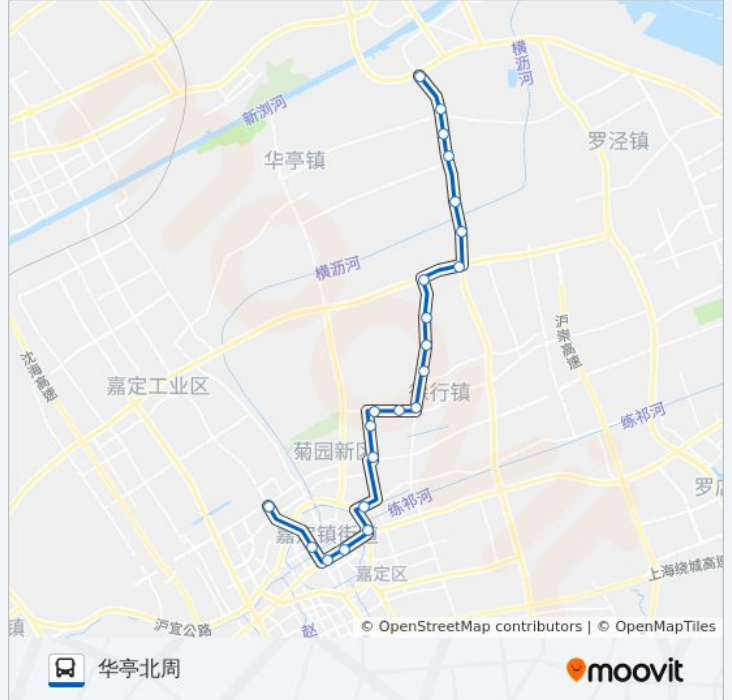 横沥河
新浏河
罗泾镇
华亭镇
横沥河
沪崇高速
沈海高速
嘉定工业区
徐行镇
练祁河
菊园新区
罗店
练祁河
嘉定镇街道
嘉定区
上海绕城高速
镇
沪宜公路
赵
© OpenStreetMap contributors | © OpenMapTiles
华亭北周
moovit